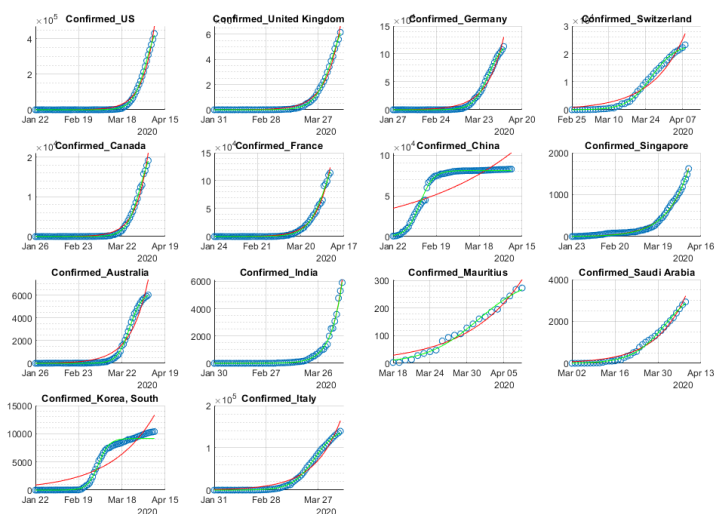 ×10^5 Confirmed_US
4
2
0
Jan 22 Feb 19 Mar 18 Apr 15
2020
Confirmed_United Kingdom
6
4
2
0
Jan 31 Feb 28 Mar 27
2020
×10^4 Confirmed_Germany
15
10
5
0
Jan 27 Feb 24 Mar 23 Apr 20
2020
Confirmed_Switzerland
3
2
1
0
Feb 25 Mar 10 Mar 24 Apr 07
2020
×10^4 Confirmed_Canada
2
1
0
Jan 26 Feb 23 Mar 22 Apr 19
2020
×10^4 Confirmed_France
15
10
5
0
Jan 24 Feb 21 Mar 20 Apr 17
2020
×10^4 Confirmed_China
10
5
0
Jan 22 Feb 19 Mar 18 Apr 15
2020
Confirmed_Singapore
2000
1000
0
Jan 23 Feb 20 Mar 19 Apr 16
2020
Confirmed_Australia
6000
4000
2000
0
Jan 26 Feb 23 Mar 22 Apr 19
2020
Confirmed_India
6000
4000
2000
0
Jan 30 Feb 27 Mar 26
2020
Confirmed_Mauritius
300
200
100
0
Mar 18 Mar 24 Mar 30 Apr 05
2020
Confirmed_Saudi Arabia
4000
2000
0
Mar 02 Mar 16 Mar 30 Apr 13
2020
Confirmed_Korea, South
15000
10000
5000
0
Jan 22 Feb 19 Mar 18 Apr 15
2020
×10^5 Confirmed_Italy
2
1
0
Jan 31 Feb 28 Mar 27
2020